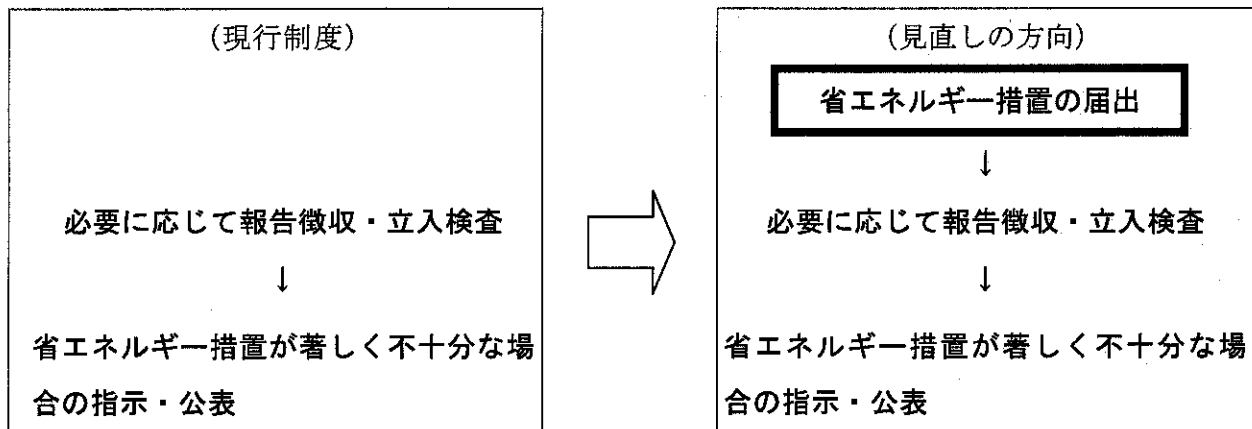 (現行制度)
必要に応じて報告徴収・立入検査
↓
省エネルギー措置が著しく不十分な場
合の指示・公表
(見直しの方向)
省エネルギー措置の届出
↓
必要に応じて報告徴収・立入検査
↓
省エネルギー措置が著しく不十分な場
合の指示・公表